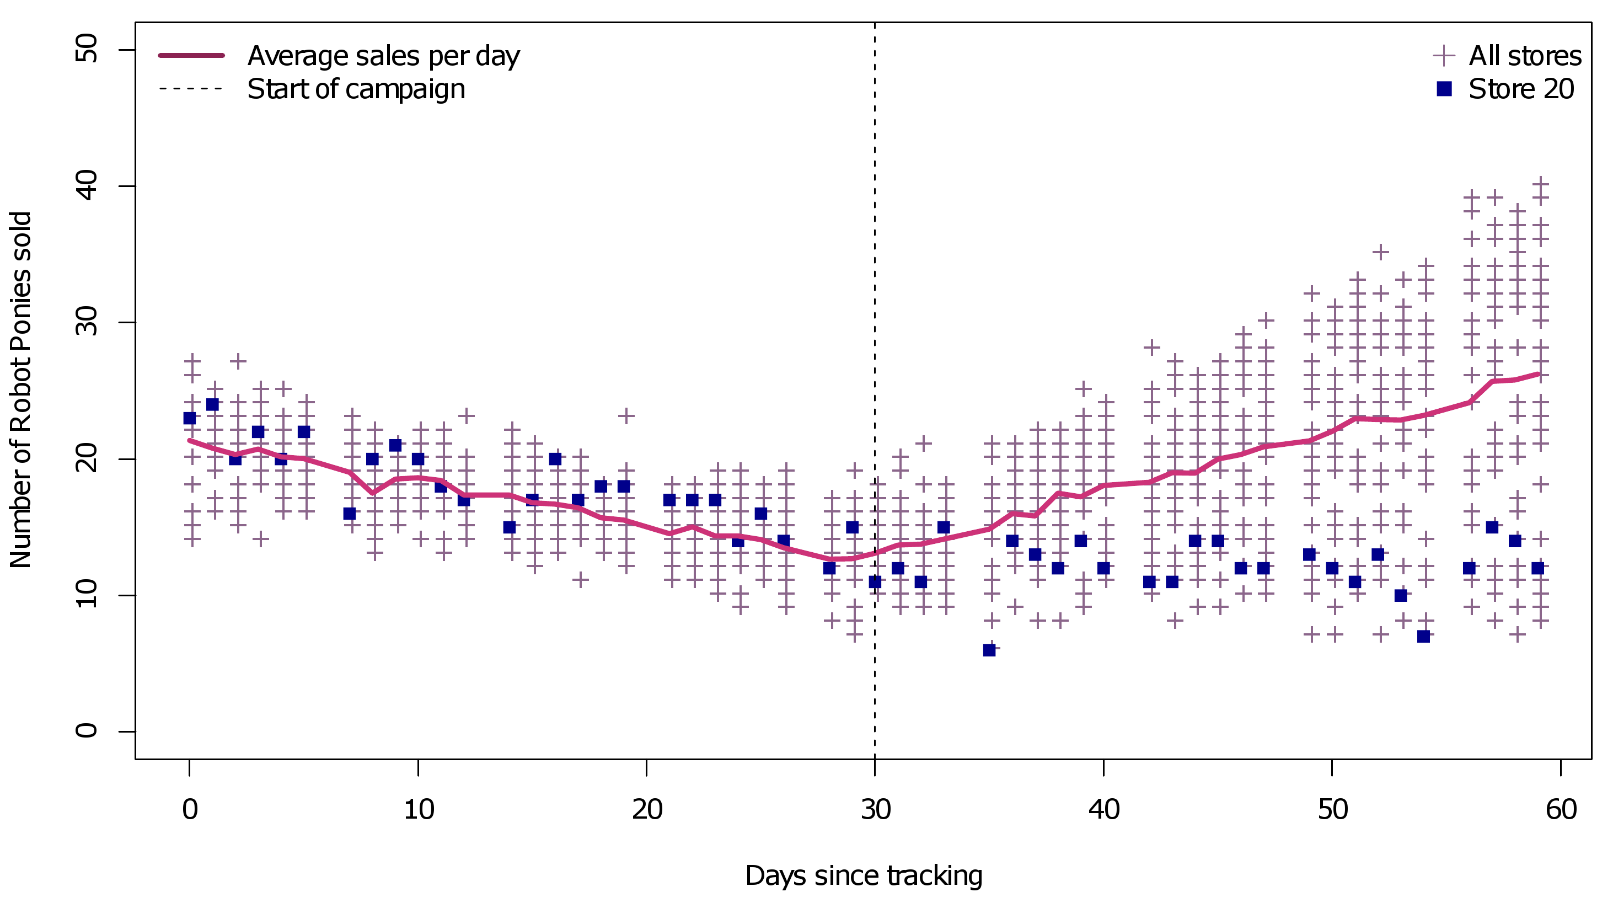 Average sales per day
Start of campaign
All stores
Store 20
Number of Robot Ponies sold
50
40
30
20
10
0
0 10 20 30 40 50 60
Days since tracking